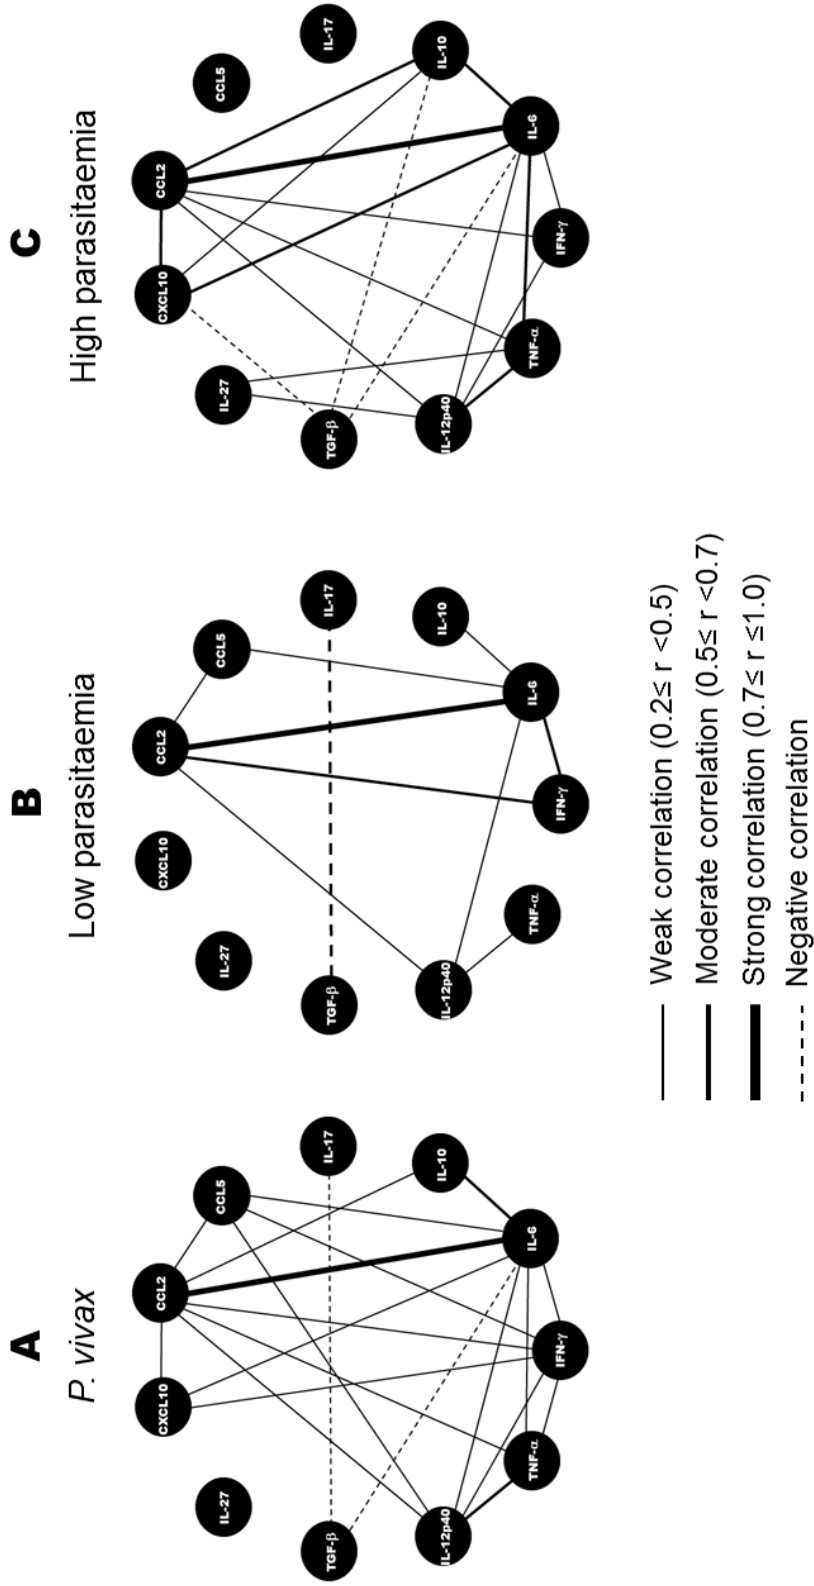 A
P. vivax
CCL2
CCL5
IL-17
IL-10
IL-6
IFN-γ
TNF-α
IL-12p40
TGF-β
IL-27
CXCL10
B
Low parasitaemia
CCL2
CCL5
IL-17
IL-10
IL-6
IFN-γ
TNF-α
IL-12p40
TGF-β
IL-27
CXCL10
C
High parasitaemia
CCL2
CCL5
IL-17
IL-10
IL-6
IFN-γ
TNF-α
IL-12p40
TGF-β
IL-27
CXCL10
Weak correlation (0.2≤ r <0.5)
Moderate correlation (0.5≤ r <0.7)
Strong correlation (0.7≤ r ≤1.0)
Negative correlation